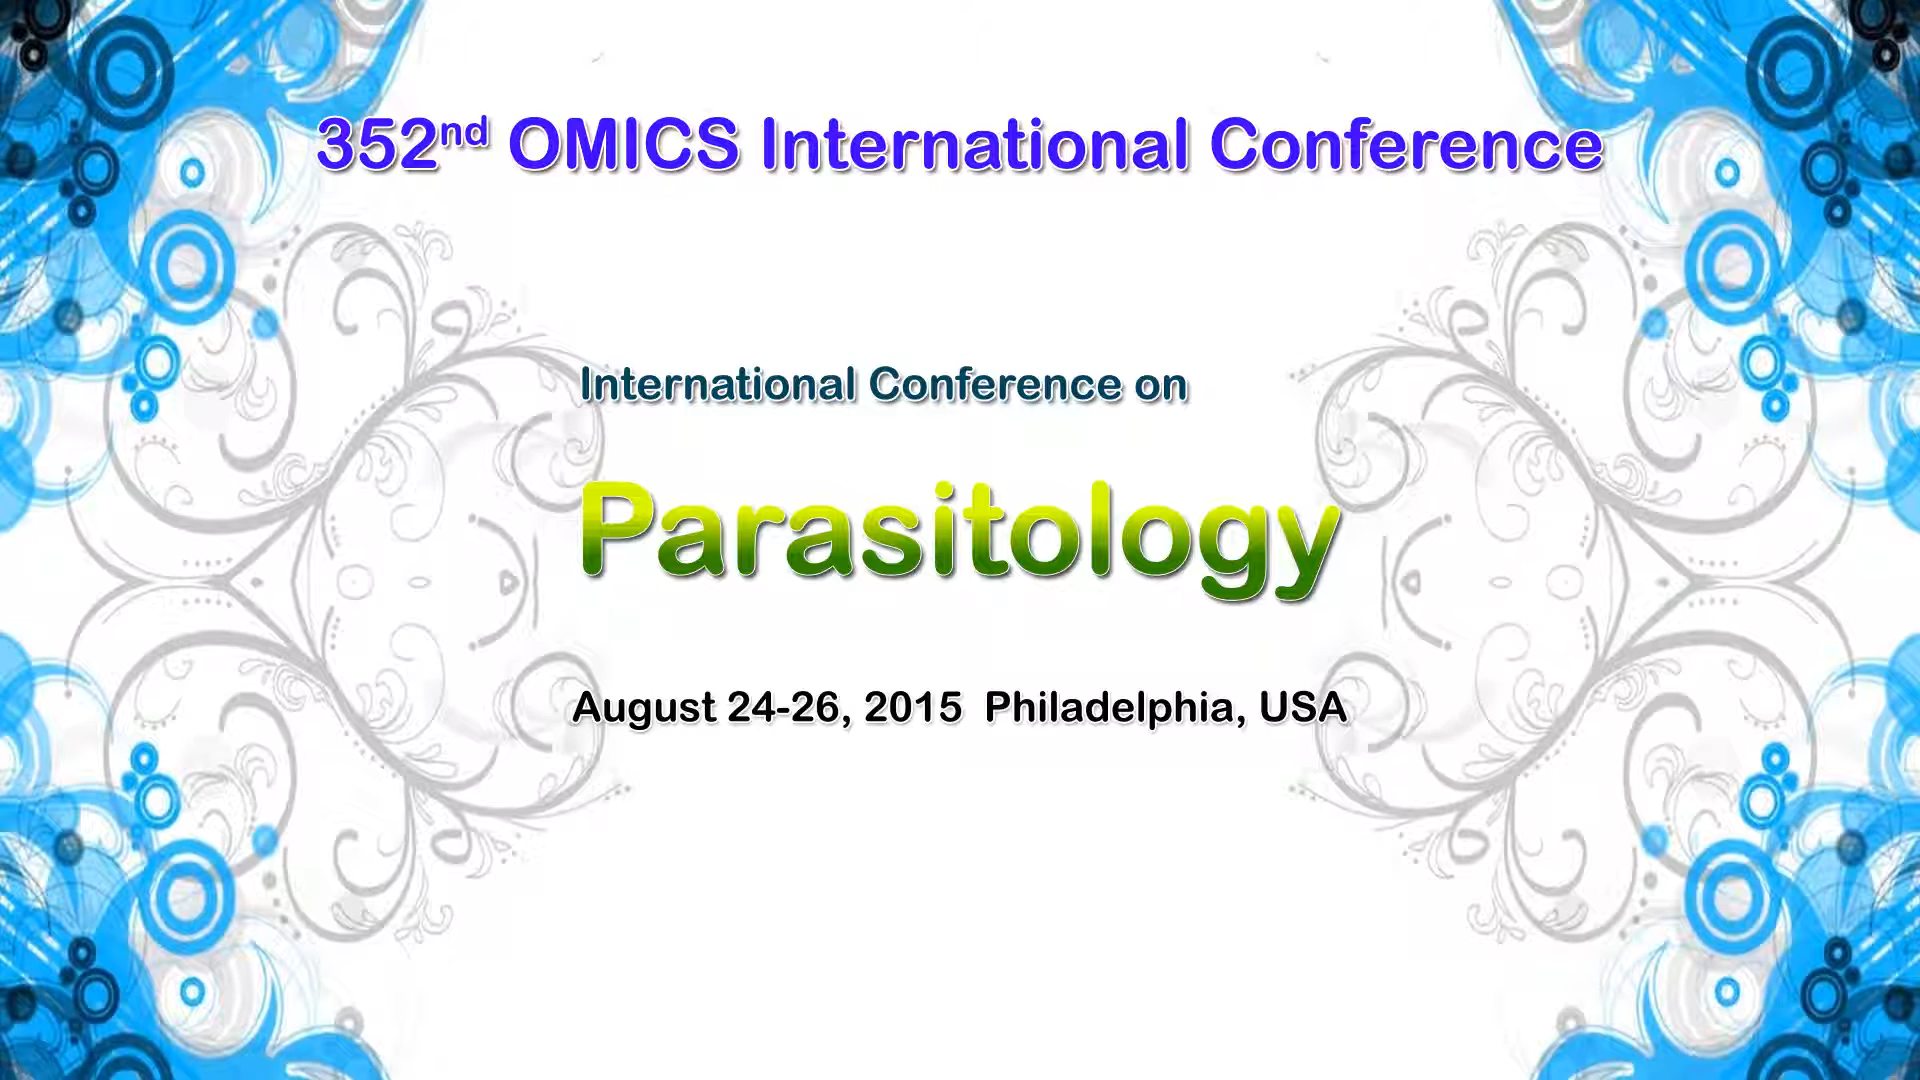 352nd OMICS International Conference
International Conference on
Parasitology
August 24-26, 2015  Philadelphia, USA